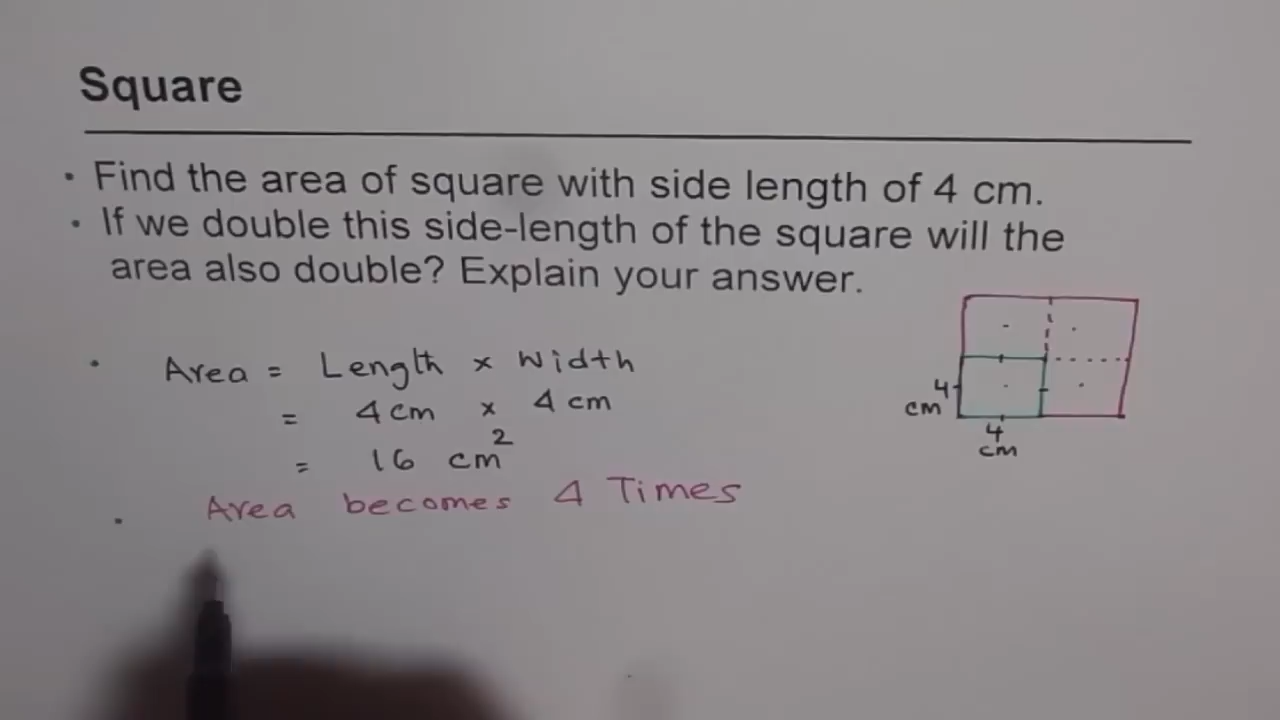 Square
• Find the area of square with side length of 4 cm.
• If we double this side-length of the square will the
area also double? Explain your answer.
• Area = Length × Width
= 4 cm × 4 cm
= 16 cm²
• Area becomes 4 Times
4
cm
4
cm